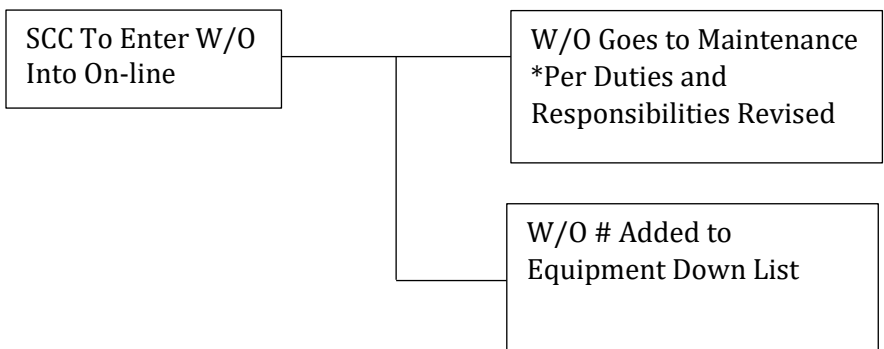 SCC To Enter W/O
Into On-line
W/O Goes to Maintenance
*Per Duties and
Responsibilities Revised
W/O # Added to
Equipment Down List